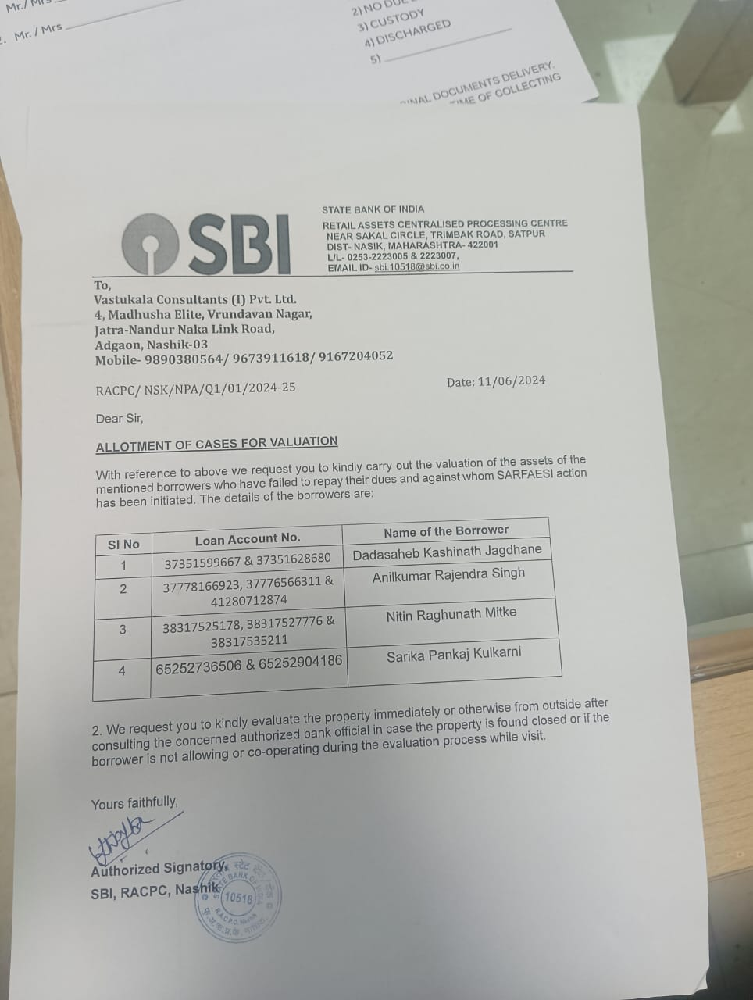 Mr./ Mrs
2. Mr. / Mrs
2) NO DUE
3) CUSTODY
4) DISCHARGED
5)
DOCUMENTS DELIVERY.
OF COLLECTING
SBI
STATE BANK OF INDIA
RETAIL ASSETS CENTRALISED PROCESSING CENTRE
NEAR SAKAL CIRCLE, TRIMBAK ROAD, SATPUR
DIST- NASIK, MAHARASHTRA- 422001
L/L- 0253-2223005 & 2223007,
EMAIL ID- sbi.10518@sbi.co.in
To,
Vastukala Consultants (I) Pvt. Ltd.
4, Madhusha Elite, Vrundavan Nagar,
Jatra-Nandur Naka Link Road,
Adgaon, Nashik-03
Mobile- 9890380564/ 9673911618/ 9167204052
RACPC/ NSK/NPA/Q1/01/2024-25 Date: 11/06/2024
Dear Sir,
ALLOTMENT OF CASES FOR VALUATION
With reference to above we request you to kindly carry out the valuation of the assets of the
mentioned borrowers who have failed to repay their dues and against whom SARFAESI action
has been initiated. The details of the borrowers are:
Sl No Loan Account No. Name of the Borrower
1 37351599667 & 37351628680 Dadasaheb Kashinath Jagdhane
2 37778166923, 37776566311 & Anilkumar Rajendra Singh
41280712874
3 38317525178, 38317527776 & Nitin Raghunath Mitke
38317535211
4 65252736506 & 65252904186 Sarika Pankaj Kulkarni
2. We request you to kindly evaluate the property immediately or otherwise from outside after
consulting the concerned authorized bank official in case the property is found closed or if the
borrower is not allowing or co-operating during the evaluation process while visit.
Yours faithfully,
Authorized Signatory,
SBI, RACPC, Nashik
स्टेट
STATE BANK OF INDIA
10518
R.A.C.P.C. Nashik